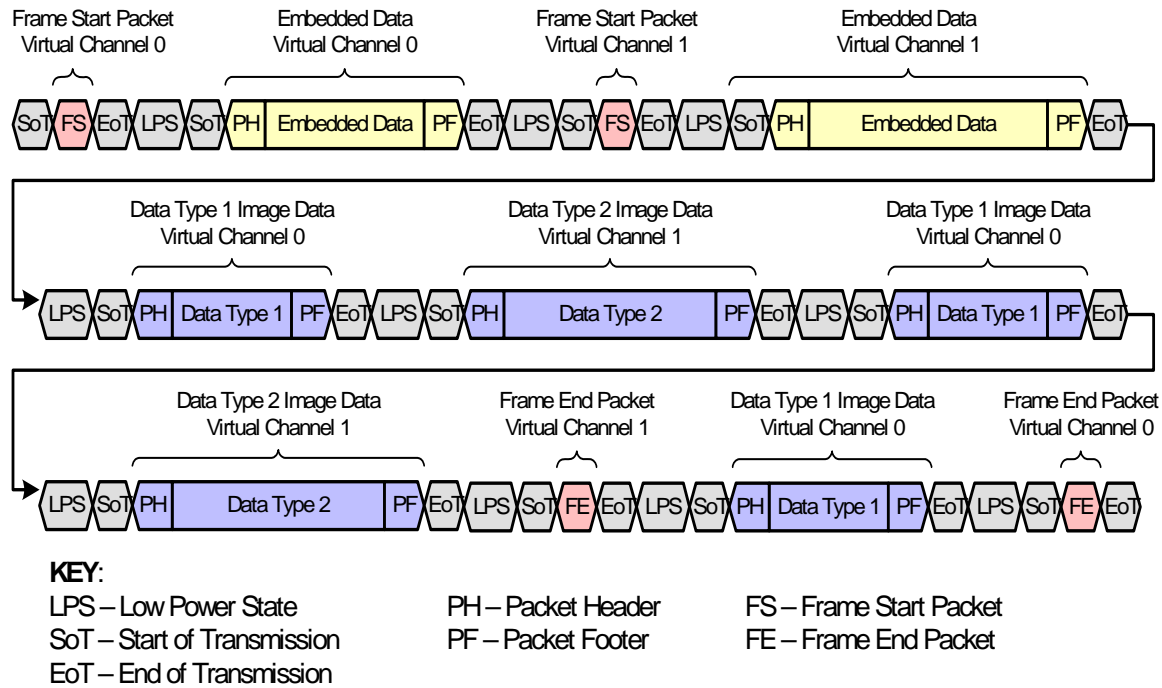 Frame Start Packet
Virtual Channel 0
Embedded Data
Virtual Channel 0
Frame Start Packet
Virtual Channel 1
Embedded Data
Virtual Channel 1
SoT FS EoT LPS SoT PH Embedded Data PF EoT LPS SoT FS EoT LPS SoT PH Embedded Data PF EoT
Data Type 1 Image Data
Virtual Channel 0
Data Type 2 Image Data
Virtual Channel 1
Data Type 1 Image Data
Virtual Channel 0
LPS SoT PH Data Type 1 PF EoT LPS SoT PH Data Type 2 PF EoT LPS SoT PH Data Type 1 PF EoT
Data Type 2 Image Data
Virtual Channel 1
Frame End Packet
Virtual Channel 1
Data Type 1 Image Data
Virtual Channel 0
Frame End Packet
Virtual Channel 0
LPS SoT PH Data Type 2 PF EoT LPS SoT FE EoT LPS SoT PH Data Type 1 PF EoT LPS SoT FE EoT
KEY:
LPS – Low Power State
PH – Packet Header
FS – Frame Start Packet
SoT – Start of Transmission
PF – Packet Footer
FE – Frame End Packet
EoT – End of Transmission